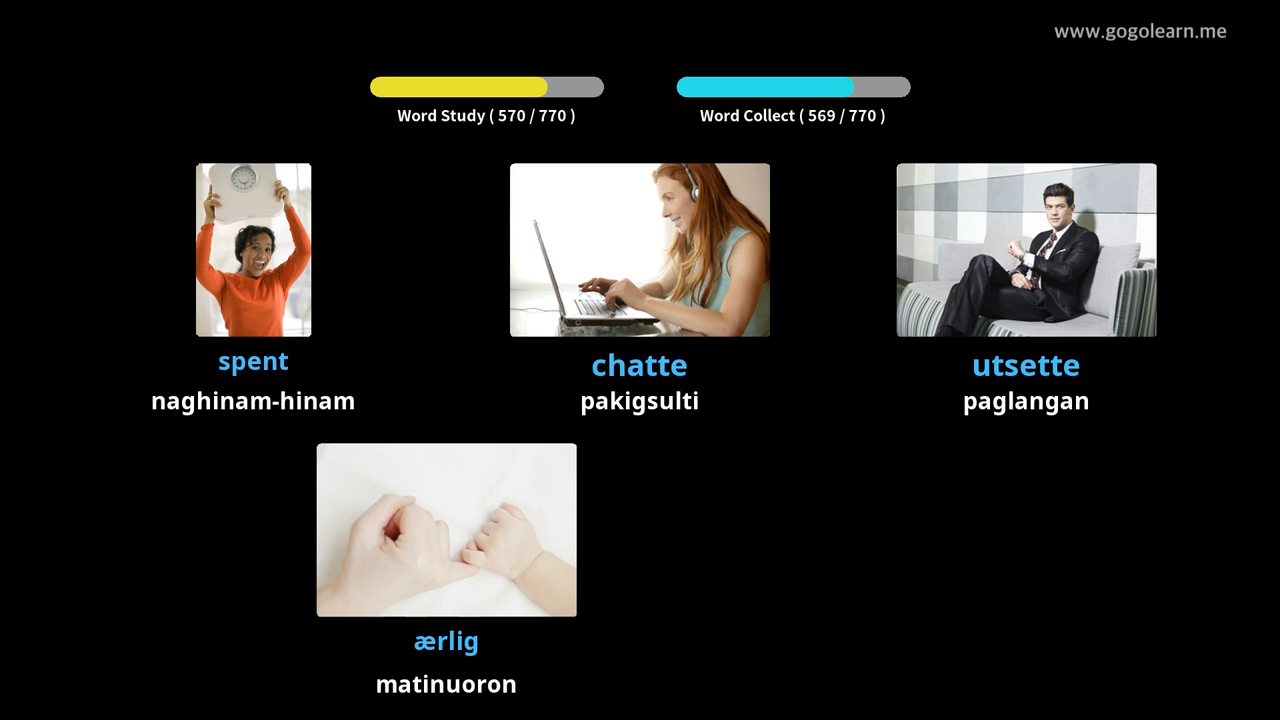 www.gogolearn.me
Word Study ( 570 / 770 )
Word Collect ( 569 / 770 )
spent
naghinam-hinam
chatte
pakigsulti
utsette
paglangan
ærlig
matinuoron